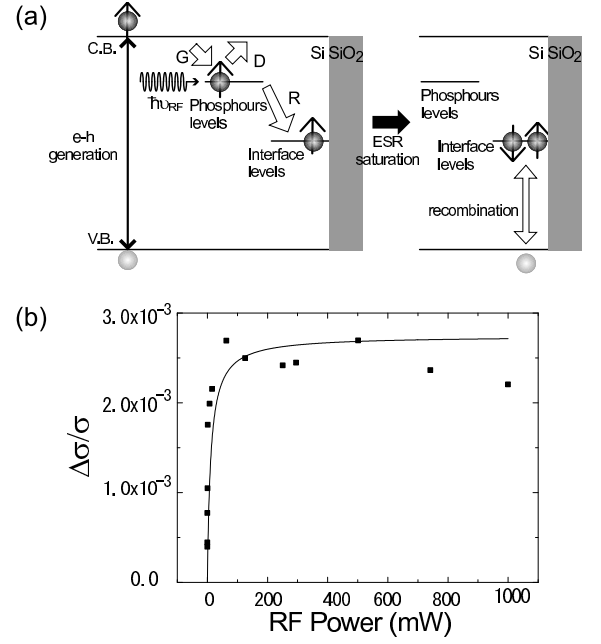 (a)
C.B.
G
D
Si SiO2
Si SiO2
ħυRF
Phosphours
levels
R
Phosphours
levels
e-h
generation
Interface
levels
ESR
saturation
Interface
levels
recombination
V.B.
(b)
3.0x10-3
2.0x10-3
1.0x10-3
0.0
Δσ/σ
0
200
400
600
800
1000
RF Power (mW)